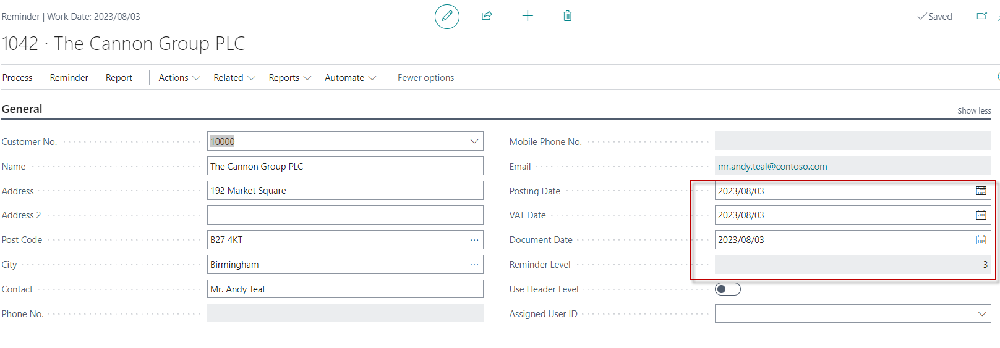 Reminder | Work Date: 2023/08/03
Saved
1042 · The Cannon Group PLC
Process Reminder Report Actions Related Reports Automate Fewer options
General
Show less
Customer No. 10000
Name The Cannon Group PLC
Address 192 Market Square
Address 2
Post Code B27 4KT
City Birmingham
Contact Mr. Andy Teal
Phone No.
Mobile Phone No.
Email mr.andy.teal@contoso.com
Posting Date 2023/08/03
VAT Date 2023/08/03
Document Date 2023/08/03
Reminder Level 3
Use Header Level
Assigned User ID